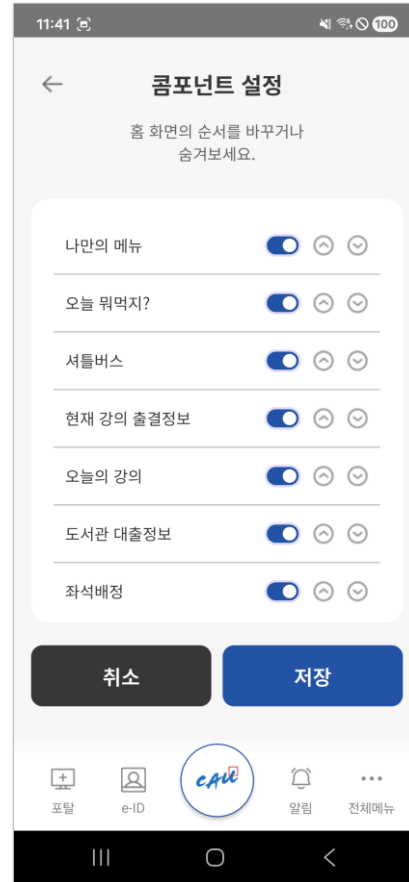 11:41
100
콤포넌트 설정
홈 화면의 순서를 바꾸거나
숨겨보세요.
나만의 메뉴
오늘 뭐먹지?
셔틀버스
현재 강의 출결정보
오늘의 강의
도서관 대출정보
좌석배정
취소 저장
CAU
포탈 e-ID 알림 전체메뉴